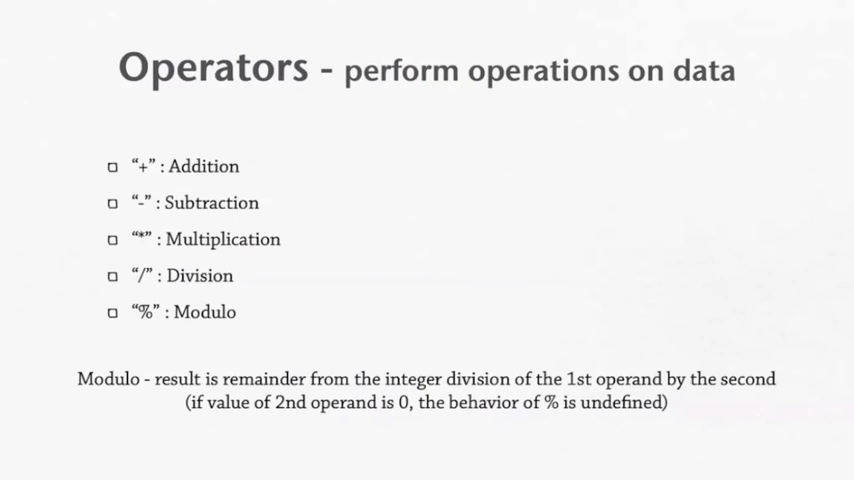 Operators - perform operations on data
“+” : Addition
“-” : Subtraction
“*” : Multiplication
“/” : Division
“%” : Modulo
Modulo - result is remainder from the integer division of the 1st operand by the second
(if value of 2nd operand is 0, the behavior of % is undefined)